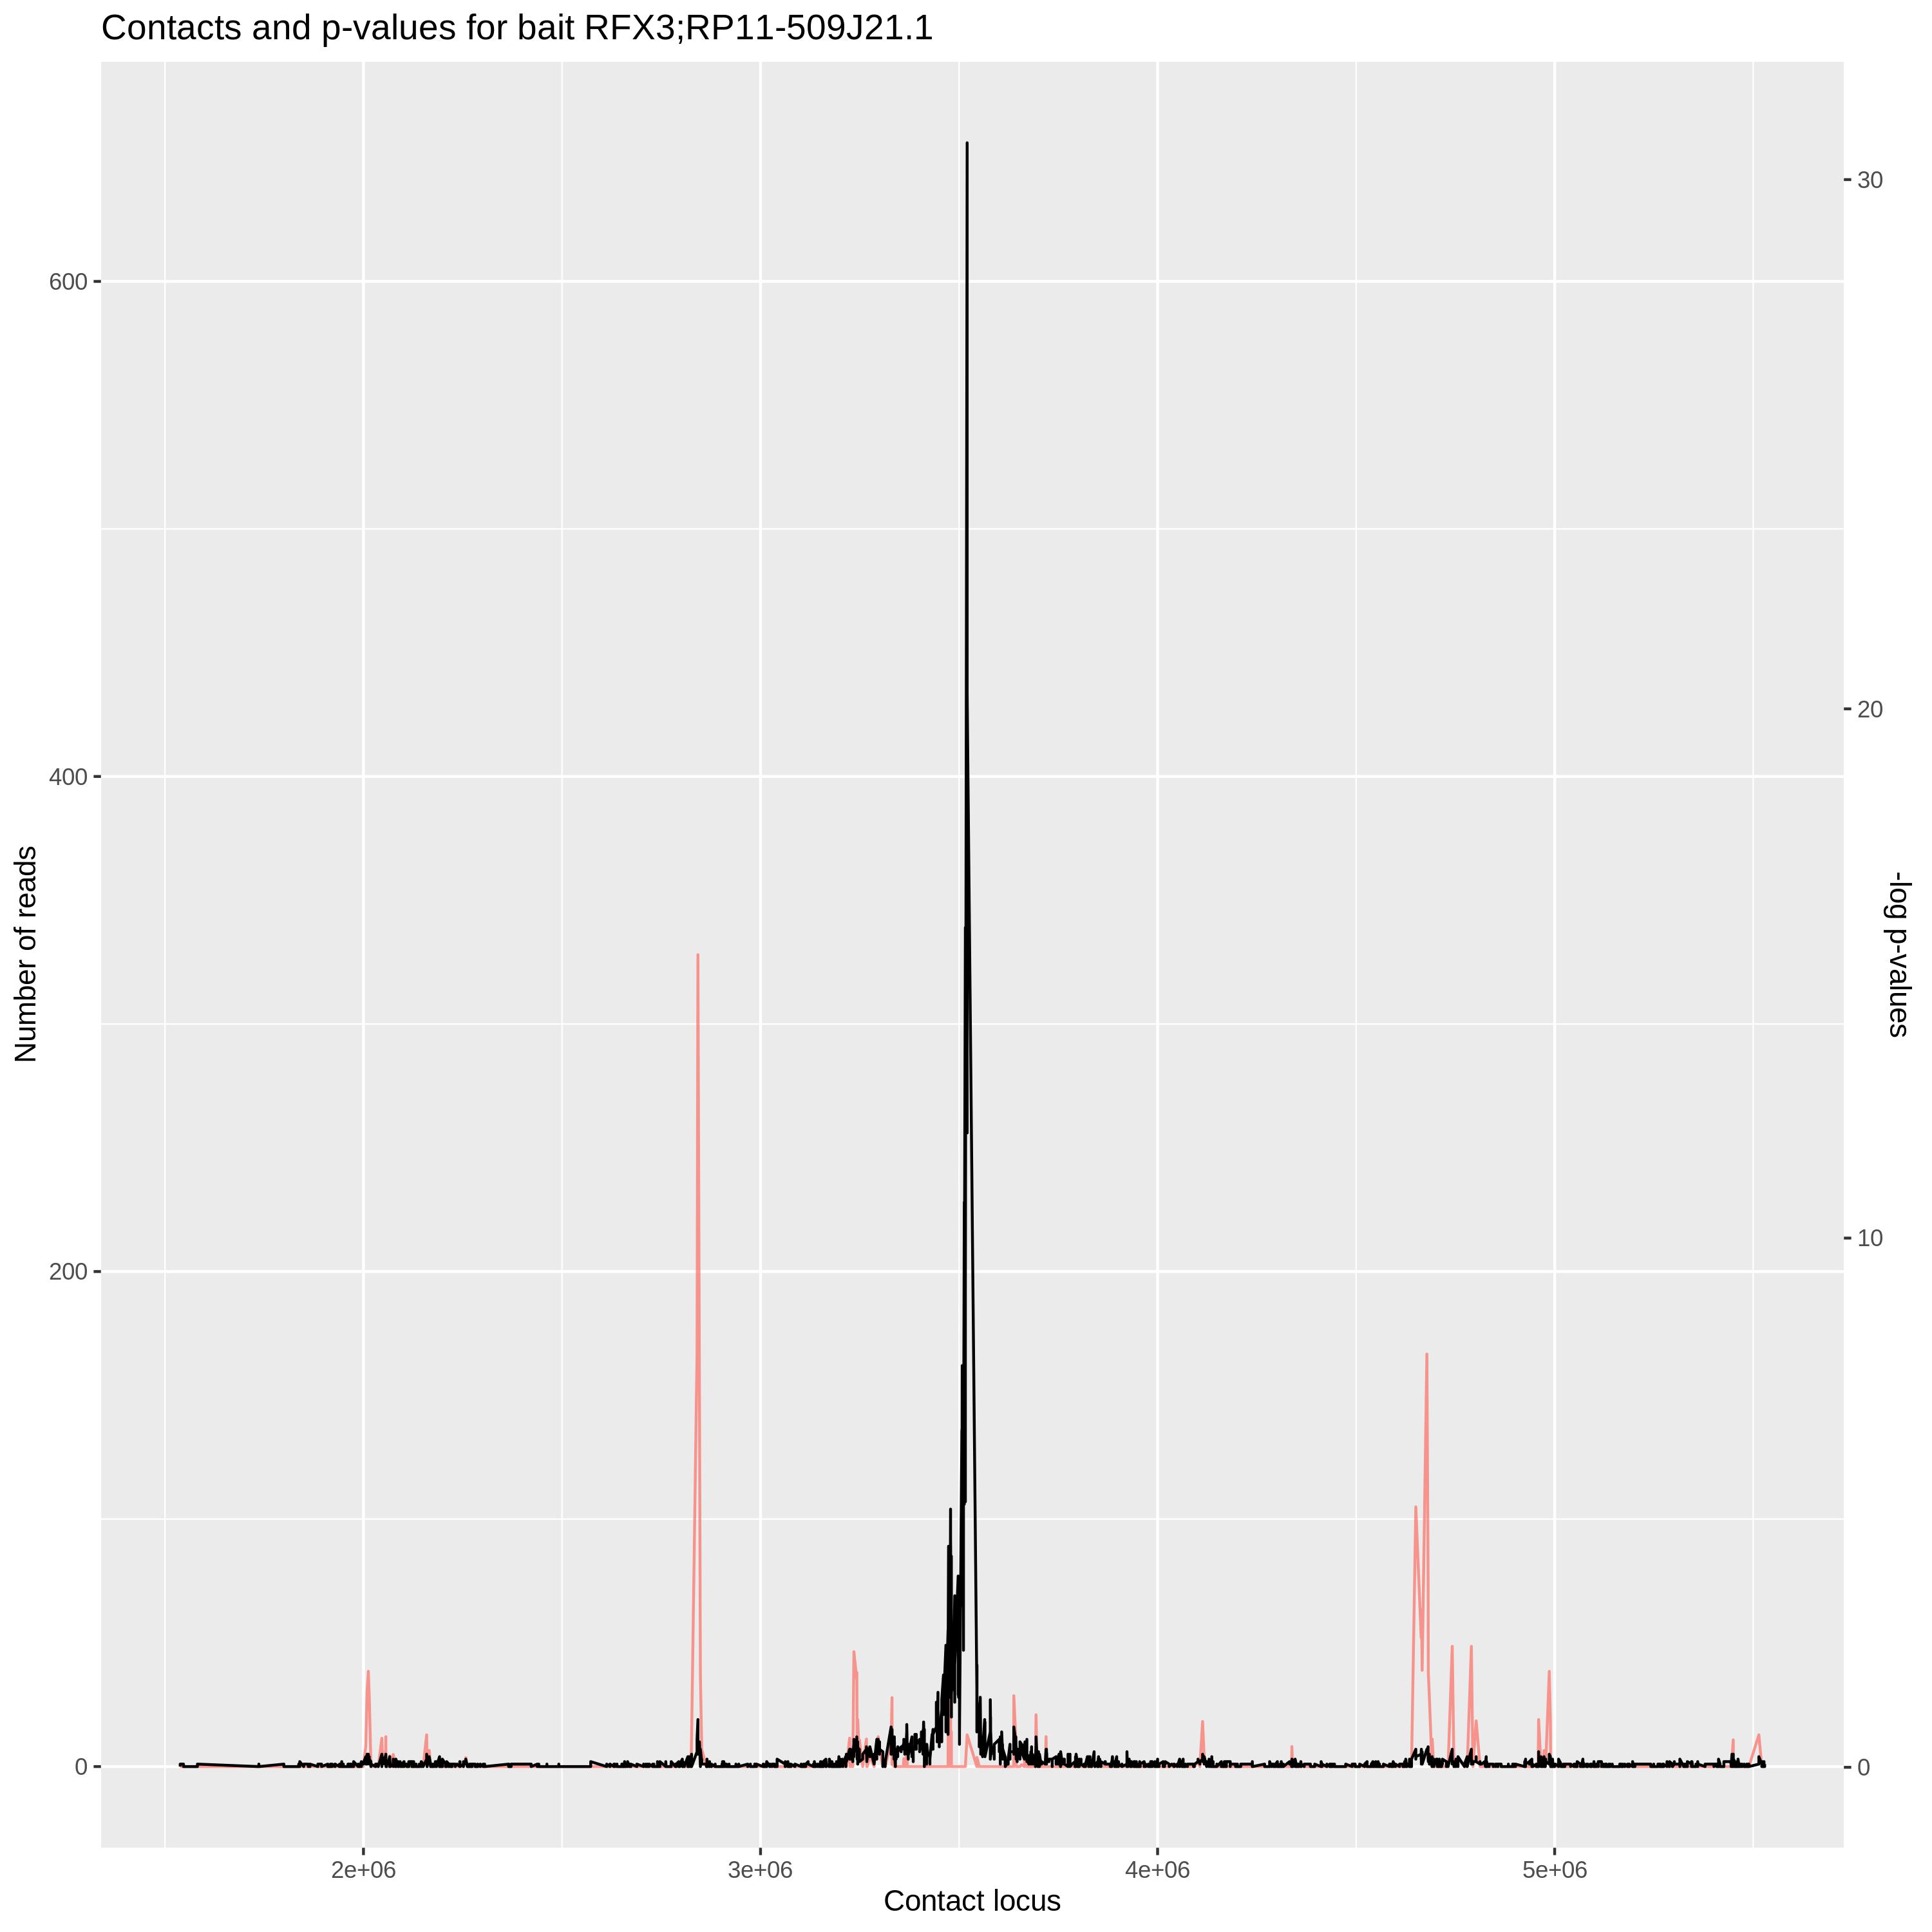 Contacts and p-values for bait RFX3;RP11-509J21.1
600
400
200
0
30
20
10
0
Number of reads
-log p-values
2e+06
3e+06
4e+06
5e+06
Contact locus